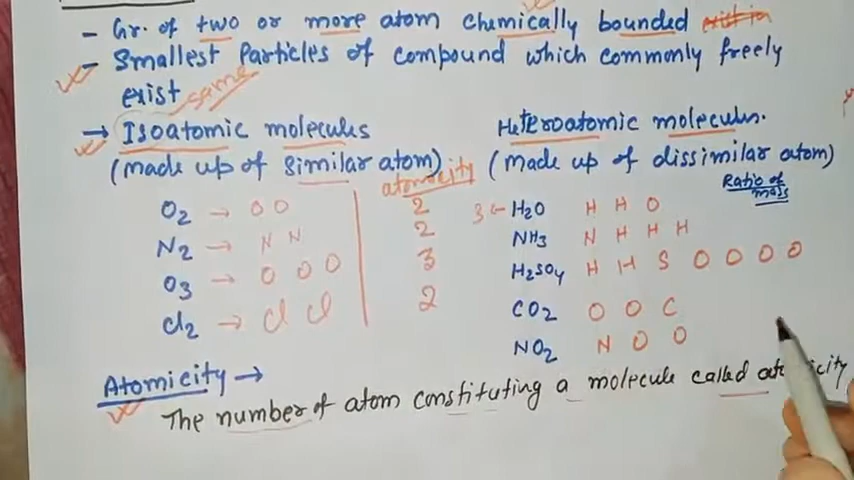 - Gr. of two or more atom chemically bounded
- Smallest Particles of compound which commonly freely
exist
same
→ Isoatomic molecules
(made up of similar atom)
atomocity
O2 → O O 2
N2 → N N 2
O3 → O O O 3
Cl2 → Cl Cl 2
Heteroatomic molecules.
(made up of dissimilar atom)
Ratio of
mass
3 ← H2O H H O
NH3 N H H H
H2SO4 H H S O O O O
CO2 O O C
NO2 N O O
Atomicity →
The number of atom constituting a molecule called